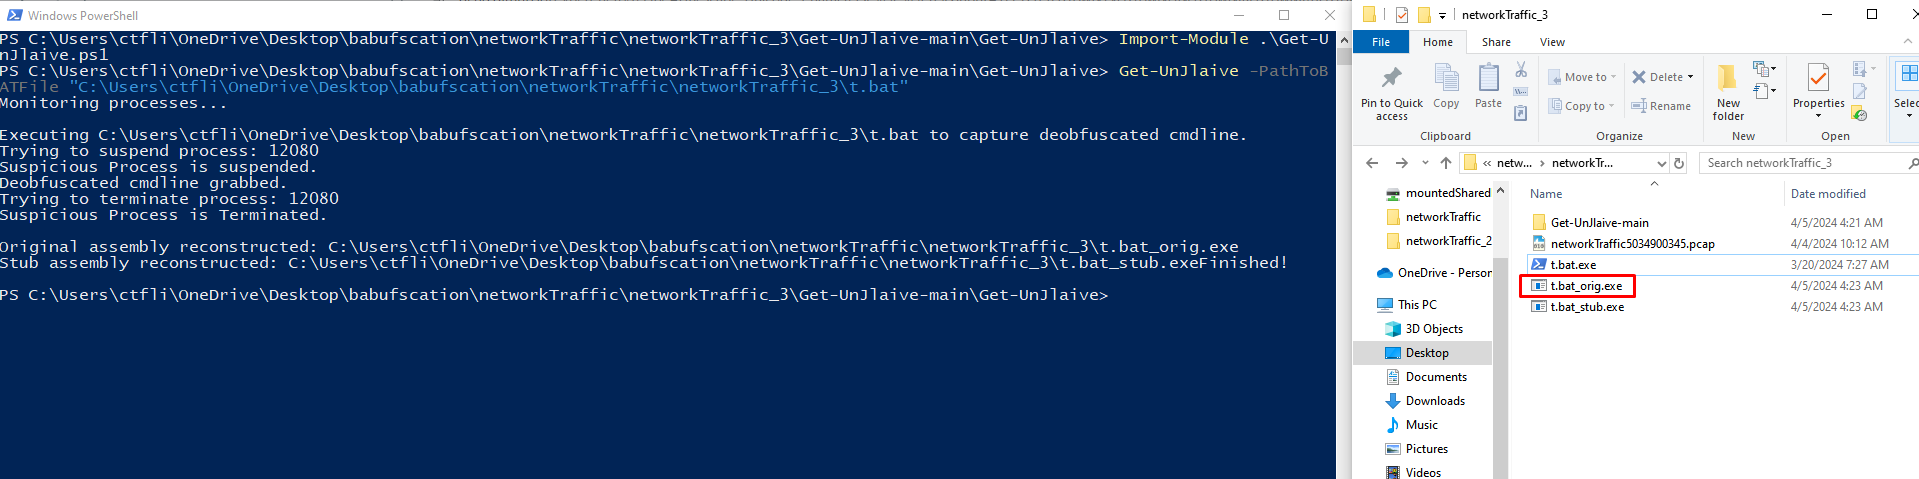 Windows PowerShell
PS C:\Users\ctfli\OneDrive\Desktop\babufscation\networkTraffic\networkTraffic_3\Get-UnJlaive-main\Get-UnJlaive> Import-Module .\Get-U
nJlaive.ps1
PS C:\Users\ctfli\OneDrive\Desktop\babufscation\networkTraffic\networkTraffic_3\Get-UnJlaive-main\Get-UnJlaive> Get-UnJlaive -PathToB
ATFile "C:\Users\ctfli\OneDrive\Desktop\babufscation\networkTraffic\networkTraffic_3\t.bat"
Monitoring processes...
Executing C:\Users\ctfli\OneDrive\Desktop\babufscation\networkTraffic\networkTraffic_3\t.bat to capture deobfuscated cmdline.
Trying to suspend process: 12080
Suspicious Process is suspended.
Deobfuscated cmdline grabbed.
Trying to terminate process: 12080
Suspicious Process is Terminated.
Original assembly reconstructed: C:\Users\ctfli\OneDrive\Desktop\babufscation\networkTraffic\networkTraffic_3\t.bat_orig.exe
Stub assembly reconstructed: C:\Users\ctfli\OneDrive\Desktop\babufscation\networkTraffic\networkTraffic_3\t.bat_stub.exeFinished!
PS C:\Users\ctfli\OneDrive\Desktop\babufscation\networkTraffic\networkTraffic_3\Get-UnJlaive-main\Get-UnJlaive>
networkTraffic_3
File Home Share View
Pin to Quick access
Copy
Paste
Move to
Copy to
Delete
Rename
New folder
Properties
Open
Selec
Clipboard Organize New Open
« netw... › networkTr...
Search networkTraffic_3
mountedShared
networkTraffic
networkTraffic_2
OneDrive - Person
This PC
3D Objects
Desktop
Documents
Downloads
Music
Pictures
Videos
Name Date modified
Get-UnJlaive-main 4/5/2024 4:21 AM
networkTraffic5034900345.pcap 4/4/2024 10:12 AM
t.bat.exe 3/20/2024 7:27 AM
t.bat_orig.exe 4/5/2024 4:23 AM
t.bat_stub.exe 4/5/2024 4:23 AM